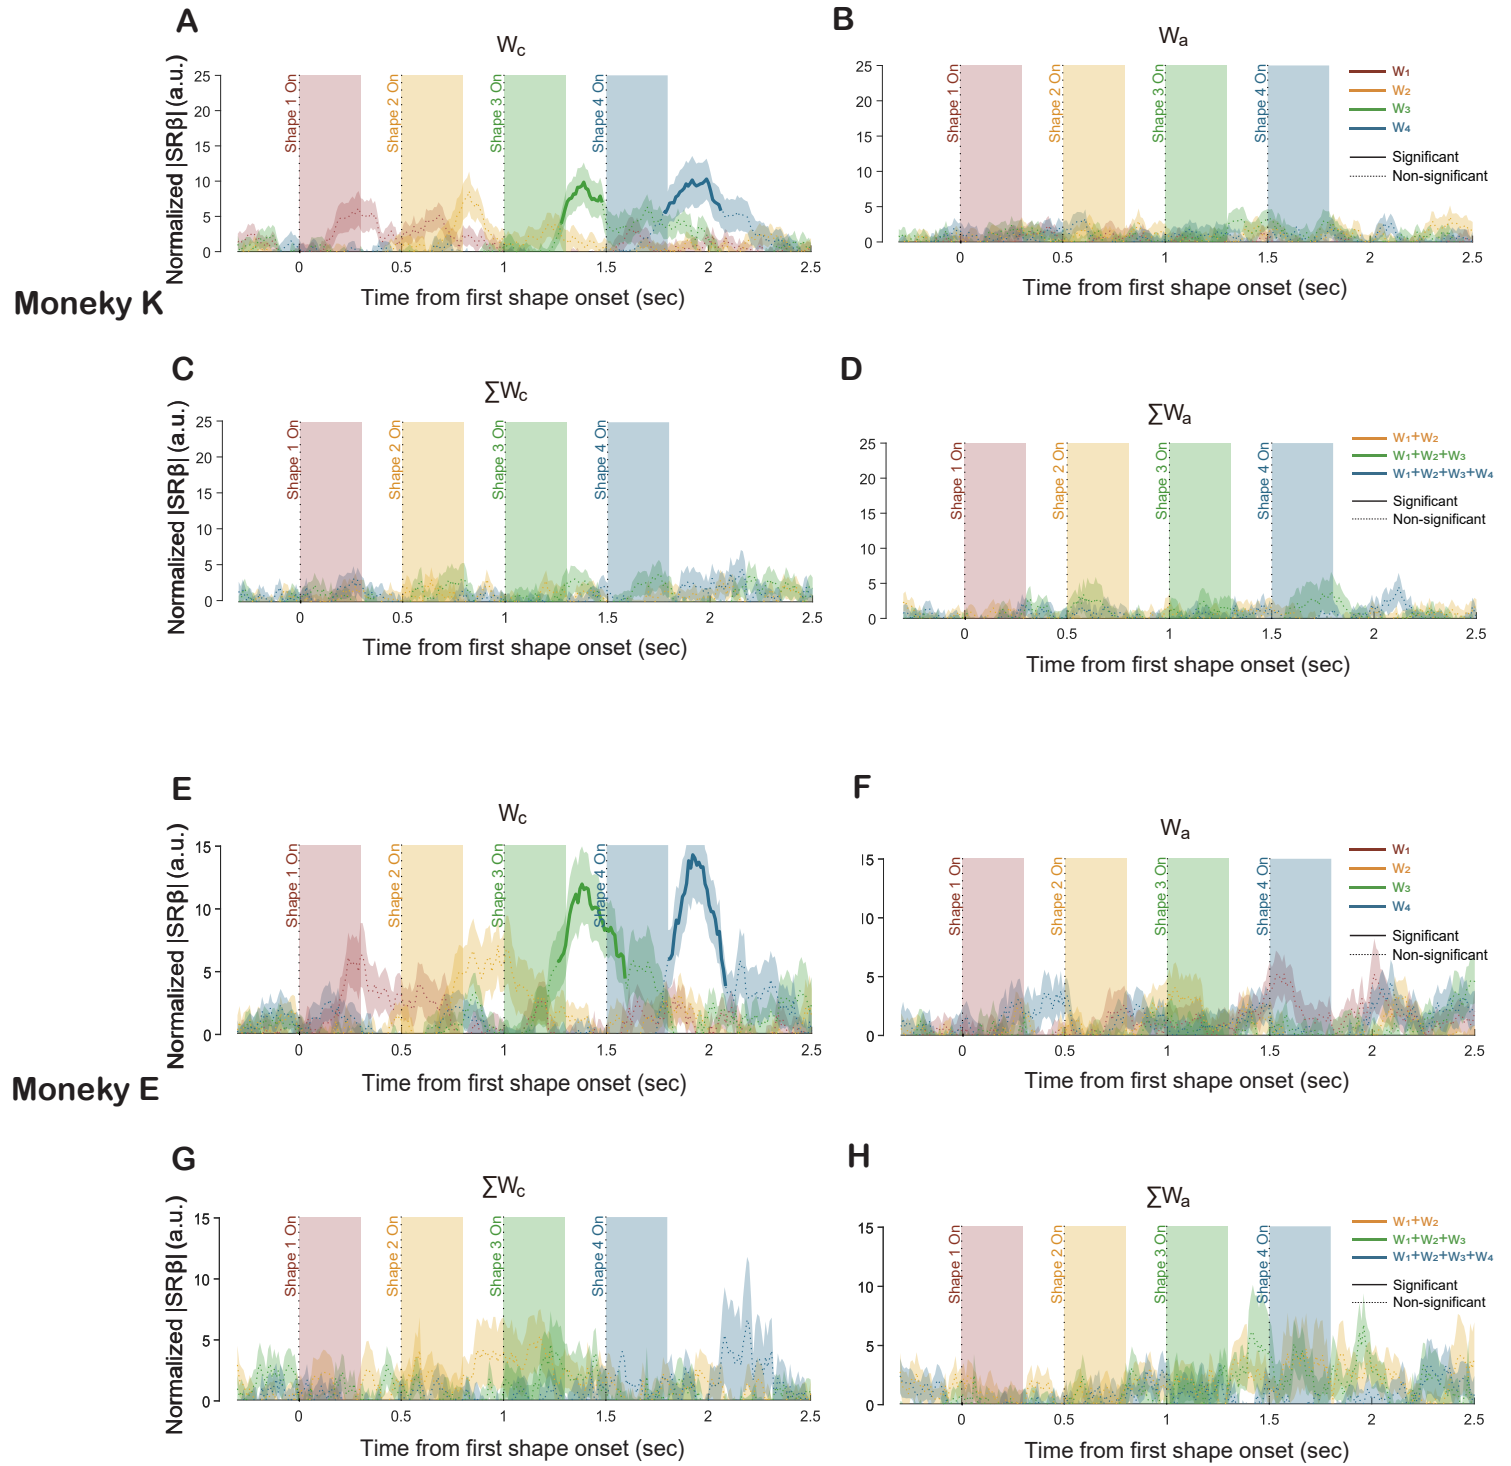 A
Wc
Normalized |SRβ| (a.u.)
25
20
15
10
5
0
Shape 1 On
Shape 2 On
Shape 3 On
Shape 4 On
0 0.5 1 1.5 2 2.5
Time from first shape onset (sec)
B
Wa
25
20
15
10
5
0
Shape 1 On
Shape 2 On
Shape 3 On
Shape 4 On
0 0.5 1 1.5 2 2.5
Time from first shape onset (sec)
W₁
W₂
W₃
W₄
Significant
Non-significant
Moneky K
C
∑Wc
Normalized |SRβ| (a.u.)
25
20
15
10
5
0
Shape 1 On
Shape 2 On
Shape 3 On
Shape 4 On
0 0.5 1 1.5 2 2.5
Time from first shape onset (sec)
D
∑Wa
25
20
15
10
5
0
Shape 1 On
Shape 2 On
Shape 3 On
Shape 4 On
0 0.5 1 1.5 2 2.5
Time from first shape onset (sec)
W₁+W₂
W₁+W₂+W₃
W₁+W₂+W₃+W₄
Significant
Non-significant
E
Wc
Normalized |SRβ| (a.u.)
15
10
5
0
Shape 1 On
Shape 2 On
Shape 3 On
Shape 4 On
0 0.5 1 1.5 2 2.5
Time from first shape onset (sec)
F
Wa
15
10
5
0
Shape 1 On
Shape 2 On
Shape 3 On
Shape 4 On
0 0.5 1 1.5 2 2.5
Time from first shape onset (sec)
W₁
W₂
W₃
W₄
Significant
Non-significant
Moneky E
G
∑Wc
Normalized |SRβ| (a.u.)
15
10
5
0
Shape 1 On
Shape 2 On
Shape 3 On
Shape 4 On
0 0.5 1 1.5 2 2.5
Time from first shape onset (sec)
H
∑Wa
15
10
5
0
Shape 1 On
Shape 2 On
Shape 3 On
Shape 4 On
0 0.5 1 1.5 2 2.5
Time from first shape onset (sec)
W₁+W₂
W₁+W₂+W₃
W₁+W₂+W₃+W₄
Significant
Non-significant